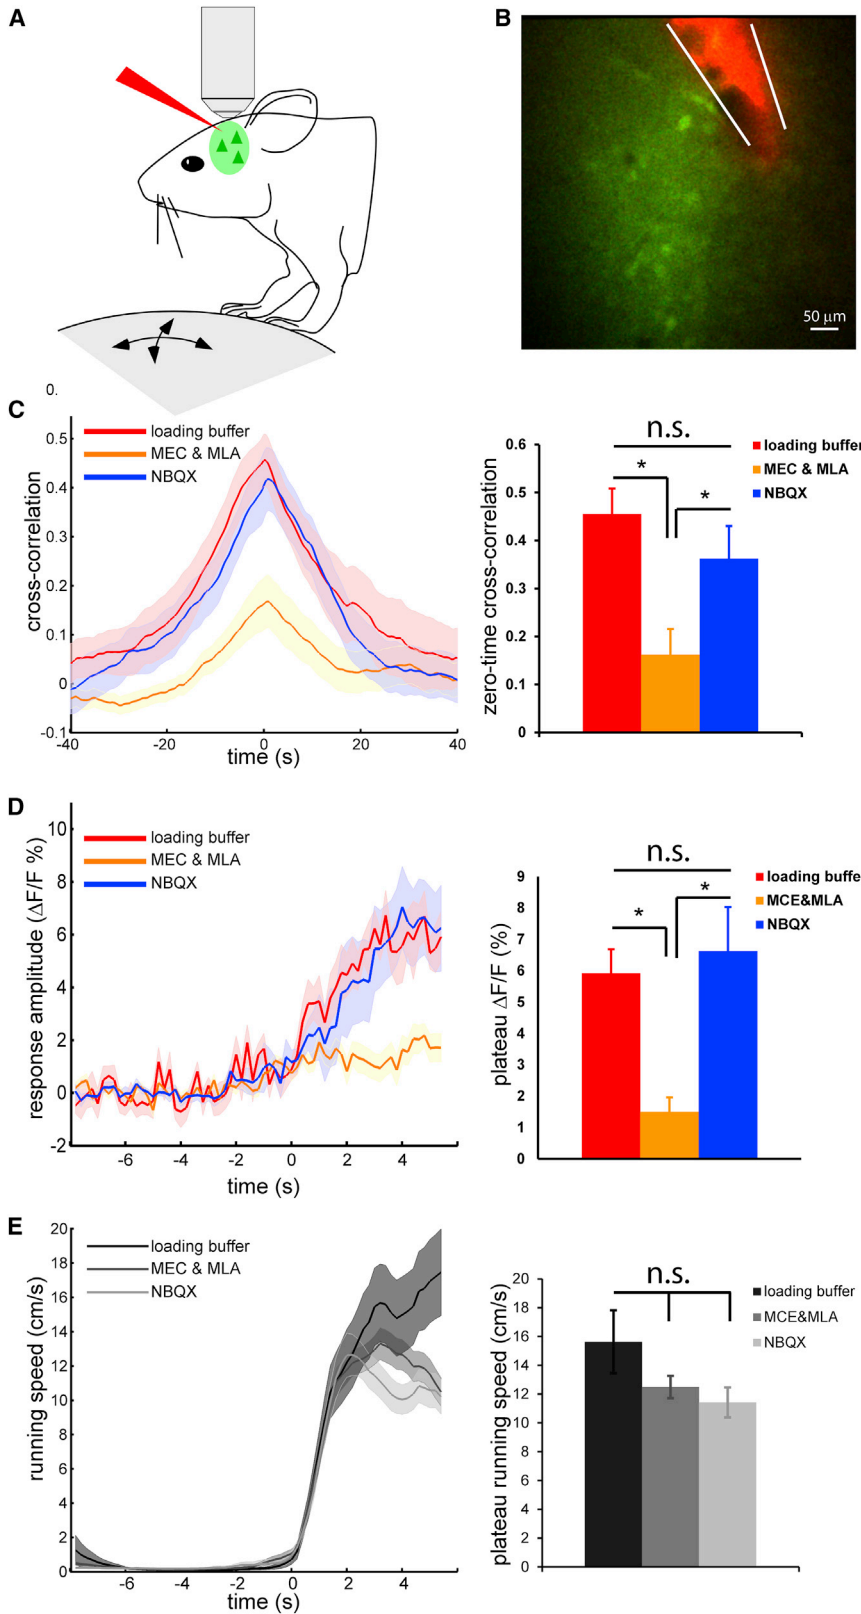 A
B
50 µm
0.
C
loading buffer
MEC & MLA
NBQX
cross-correlation
0.5
0.4
0.3
0.2
0.1
0
-0.1
-40
-20
0
20
40
time (s)
n.s.
*
*
loading buffer
MEC & MLA
NBQX
zero-time cross-correlation
0.6
0.5
0.4
0.3
0.2
0.1
0
D
loading buffer
MEC & MLA
NBQX
response amplitude (ΔF/F %)
10
8
6
4
2
0
-2
-6
-4
-2
0
2
4
time (s)
n.s.
*
*
loading buffe
MCE&MLA
NBQX
plateau ΔF/F (%)
9
8
7
6
5
4
3
2
1
0
E
loading buffer
MEC & MLA
NBQX
running speed (cm/s)
20
18
16
14
12
10
8
6
4
2
0
-6
-4
-2
0
2
4
time (s)
n.s.
loading buffer
MCE&MLA
NBQX
plateau running speed (cm/s)
20
18
16
14
12
10
8
6
4
2
0